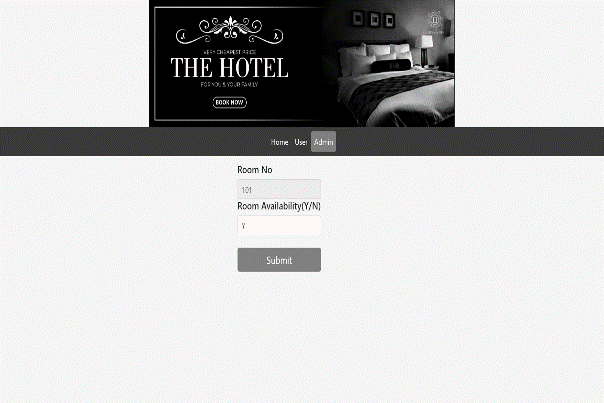 VERY CHEAPEST PRICE
THE HOTEL
FOR YOU & YOUR FAMILY
BOOK NOW
Home User Admin
Room No
101
Room Availability(Y/N)
Y
Submit